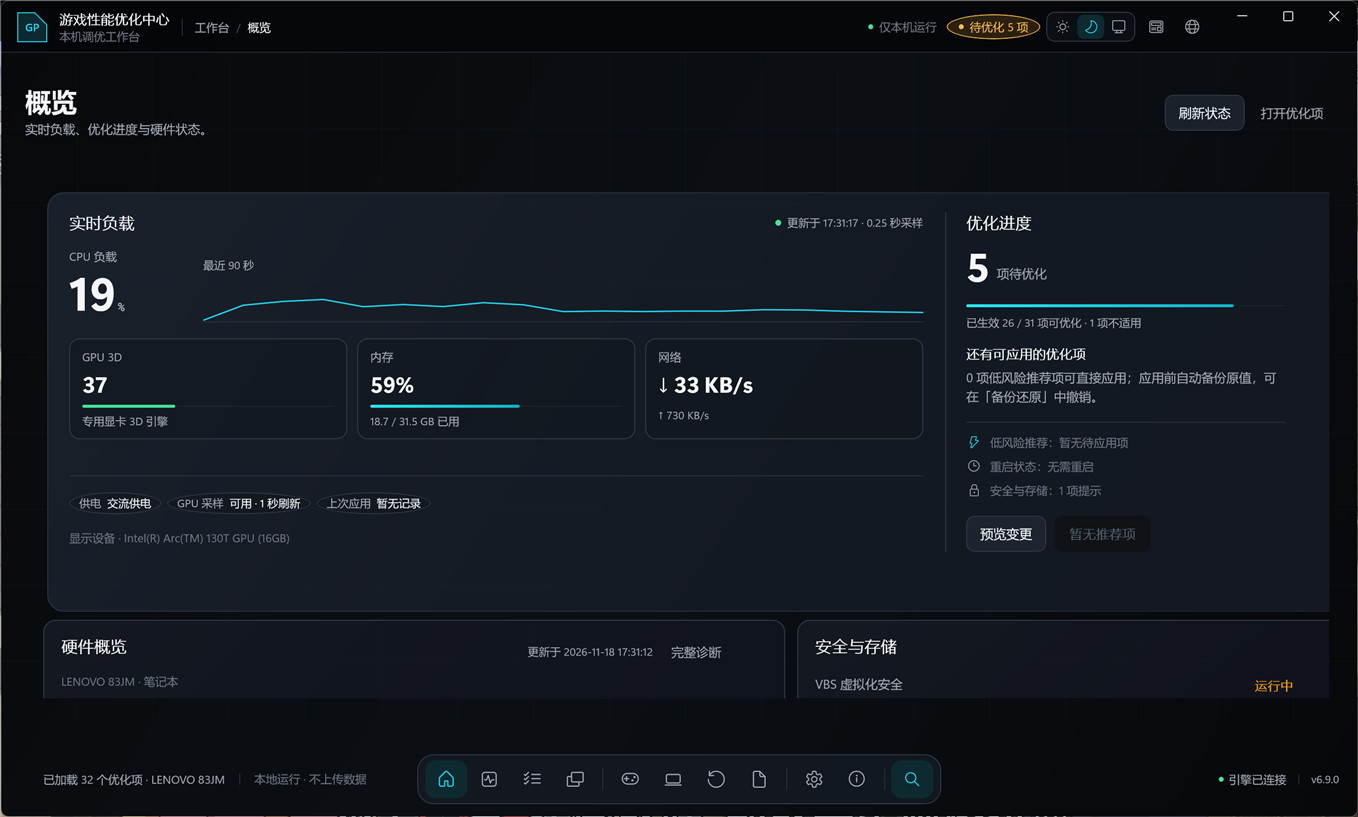 GP
游戏性能优化中心
本机调优工作台
工作台 / 概览
仅本机运行
待优化 5 项
概览
实时负载、优化进度与硬件状态。
刷新状态
打开优化项
实时负载
更新于 17:31:17 · 0.25 秒采样
CPU 负载
19 %
最近 90 秒
GPU 3D
37
专用显卡 3D 引擎
内存
59%
18.7 / 31.5 GB 已用
网络
↓ 33 KB/s
↑ 730 KB/s
供电 交流供电
GPU 采样 可用 · 1 秒刷新
上次应用 暂无记录
显示设备 · Intel(R) Arc(TM) 130T GPU (16GB)
优化进度
5 项待优化
已生效 26 / 31 项可优化 · 1 项不适用
还有可应用的优化项
0 项低风险推荐项可直接应用；应用前自动备份原值，可
在「备份还原」中撤销。
低风险推荐：暂无待应用项
重启状态：无需重启
安全与存储：1 项提示
预览变更
暂无推荐项
硬件概览
更新于 2026-11-18 17:31:12
完整诊断
LENOVO 83JM · 笔记本
安全与存储
VBS 虚拟化安全
运行中
已加载 32 个优化项 · LENOVO 83JM
本地运行 · 不上传数据
引擎已连接
v6.9.0